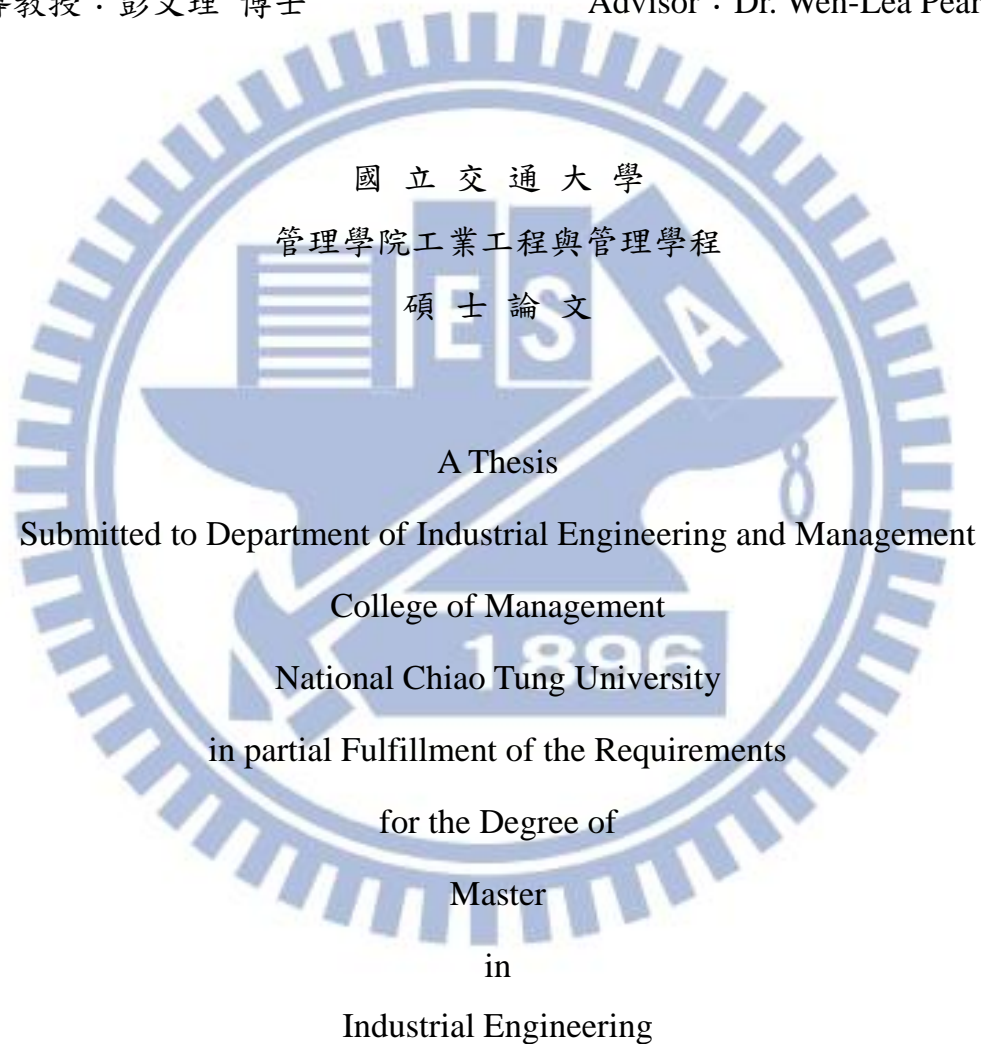 教授：彭文理 博士 Advisor：Dr. Wen-Lea Pear
國 立 交 通 大 學
管理學院工業工程與管理學程
碩 士 論 文
E S A
A Thesis
Submitted to Department of Industrial Engineering and Management
College of Management
1896
National Chiao Tung University
in partial Fulfillment of the Requirements
for the Degree of
Master
in
Industrial Engineering